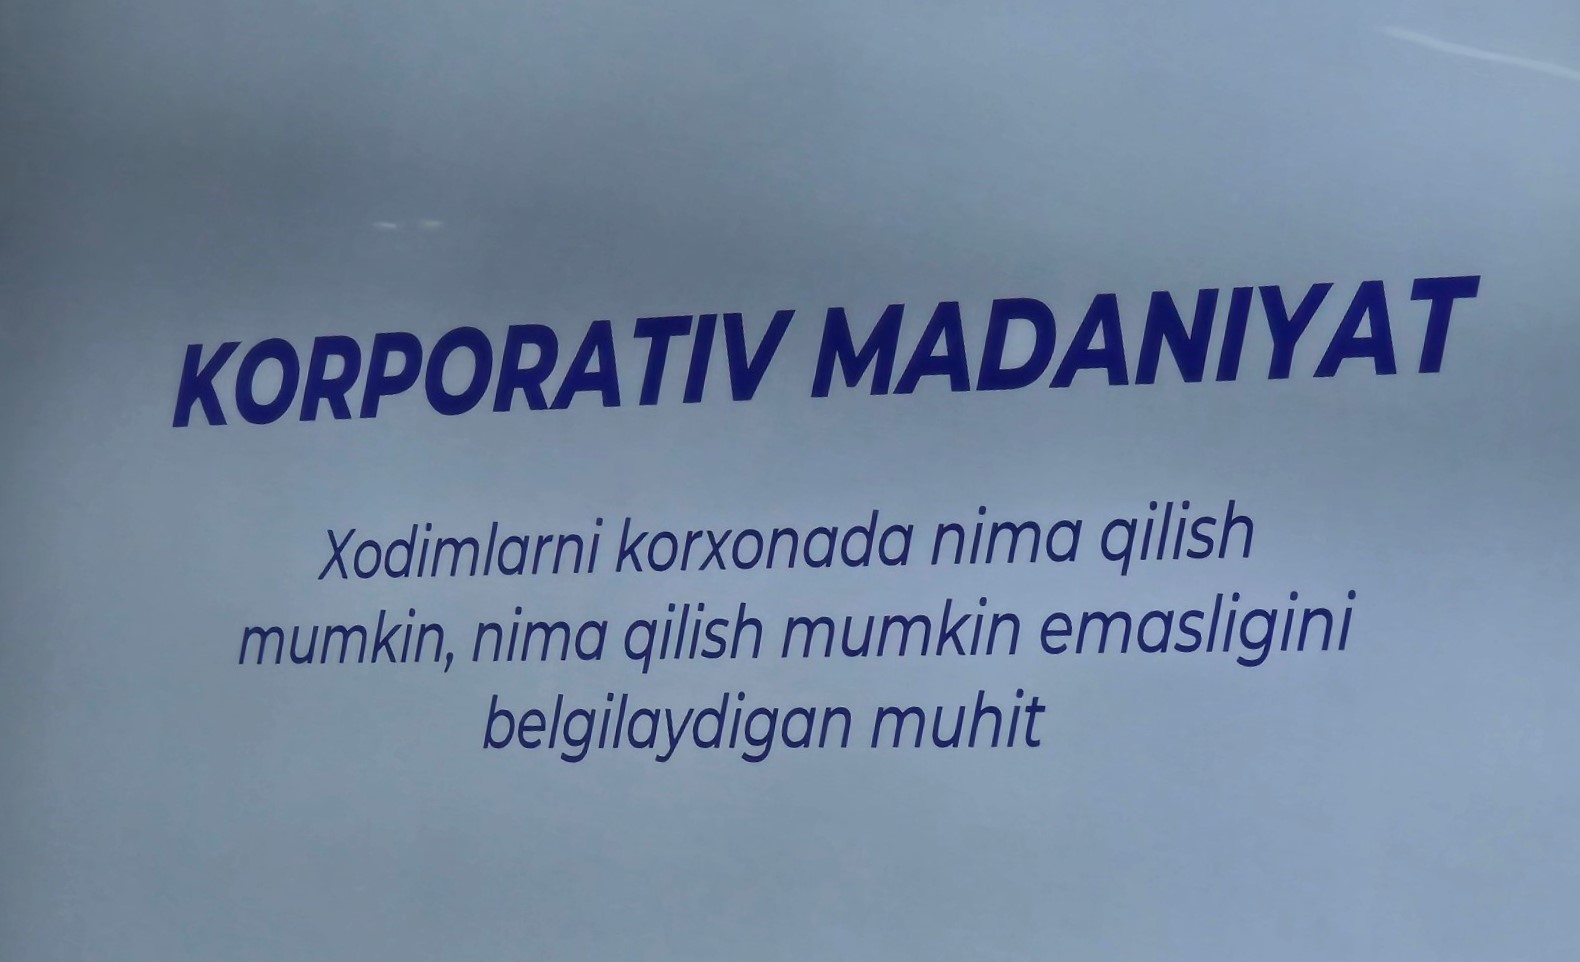 KORPORATIV MADANIYAT
Xodimlarni korxonada nima qilish
mumkin, nima qilish mumkin emasligini
belgilaydigan muhit